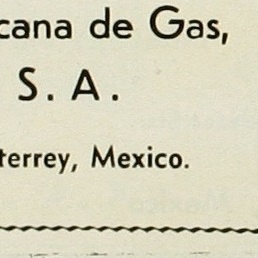 cana de Gas,
S. A.
terrey, Mexico.